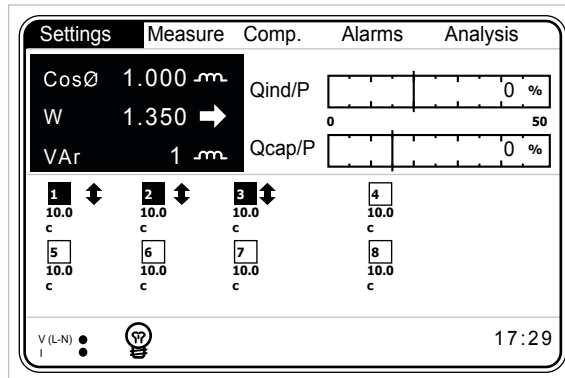 Settings Measure Comp. Alarms Analysis
CosØ 1.000
W 1.350
VAr 1
Qind/P 0 %
0 50
Qcap/P 0 %
1 2 3 4
10.0 10.0 10.0 10.0
c c c c
5 6 7 8
10.0 10.0 10.0 10.0
c c c c
V (L-N)
I
17:29